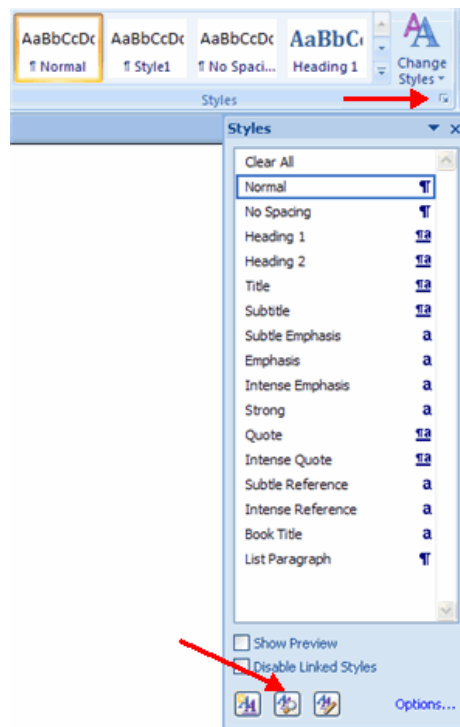 AaBbCcDc AaBbCcDc AaBbCcDc AaBbC
¶ Normal ¶ Style1 ¶ No Spaci... Heading 1 Change Styles
Styles
Styles
Clear All
Normal ¶
No Spacing ¶
Heading 1 ¶a
Heading 2 ¶a
Title ¶a
Subtitle ¶a
Subtle Emphasis a
Emphasis a
Intense Emphasis a
Strong a
Quote ¶a
Intense Quote ¶a
Subtle Reference a
Intense Reference a
Book Title a
List Paragraph ¶
Show Preview
Disable Linked Styles
Options...